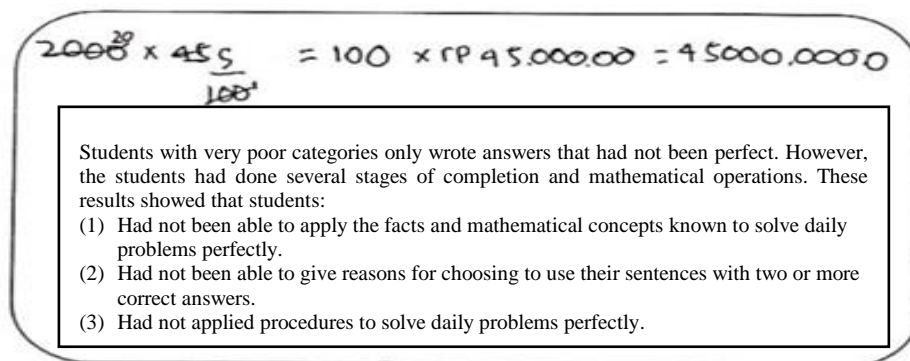 2000 20 × 45 5 = 100 × rp 45.000.00 = 45000.0000
100 1
Students with very poor categories only wrote answers that had not been perfect. However,
the students had done several stages of completion and mathematical operations. These
results showed that students:
(1) Had not been able to apply the facts and mathematical concepts known to solve daily
problems perfectly.
(2) Had not been able to give reasons for choosing to use their sentences with two or more
correct answers.
(3) Had not applied procedures to solve daily problems perfectly.